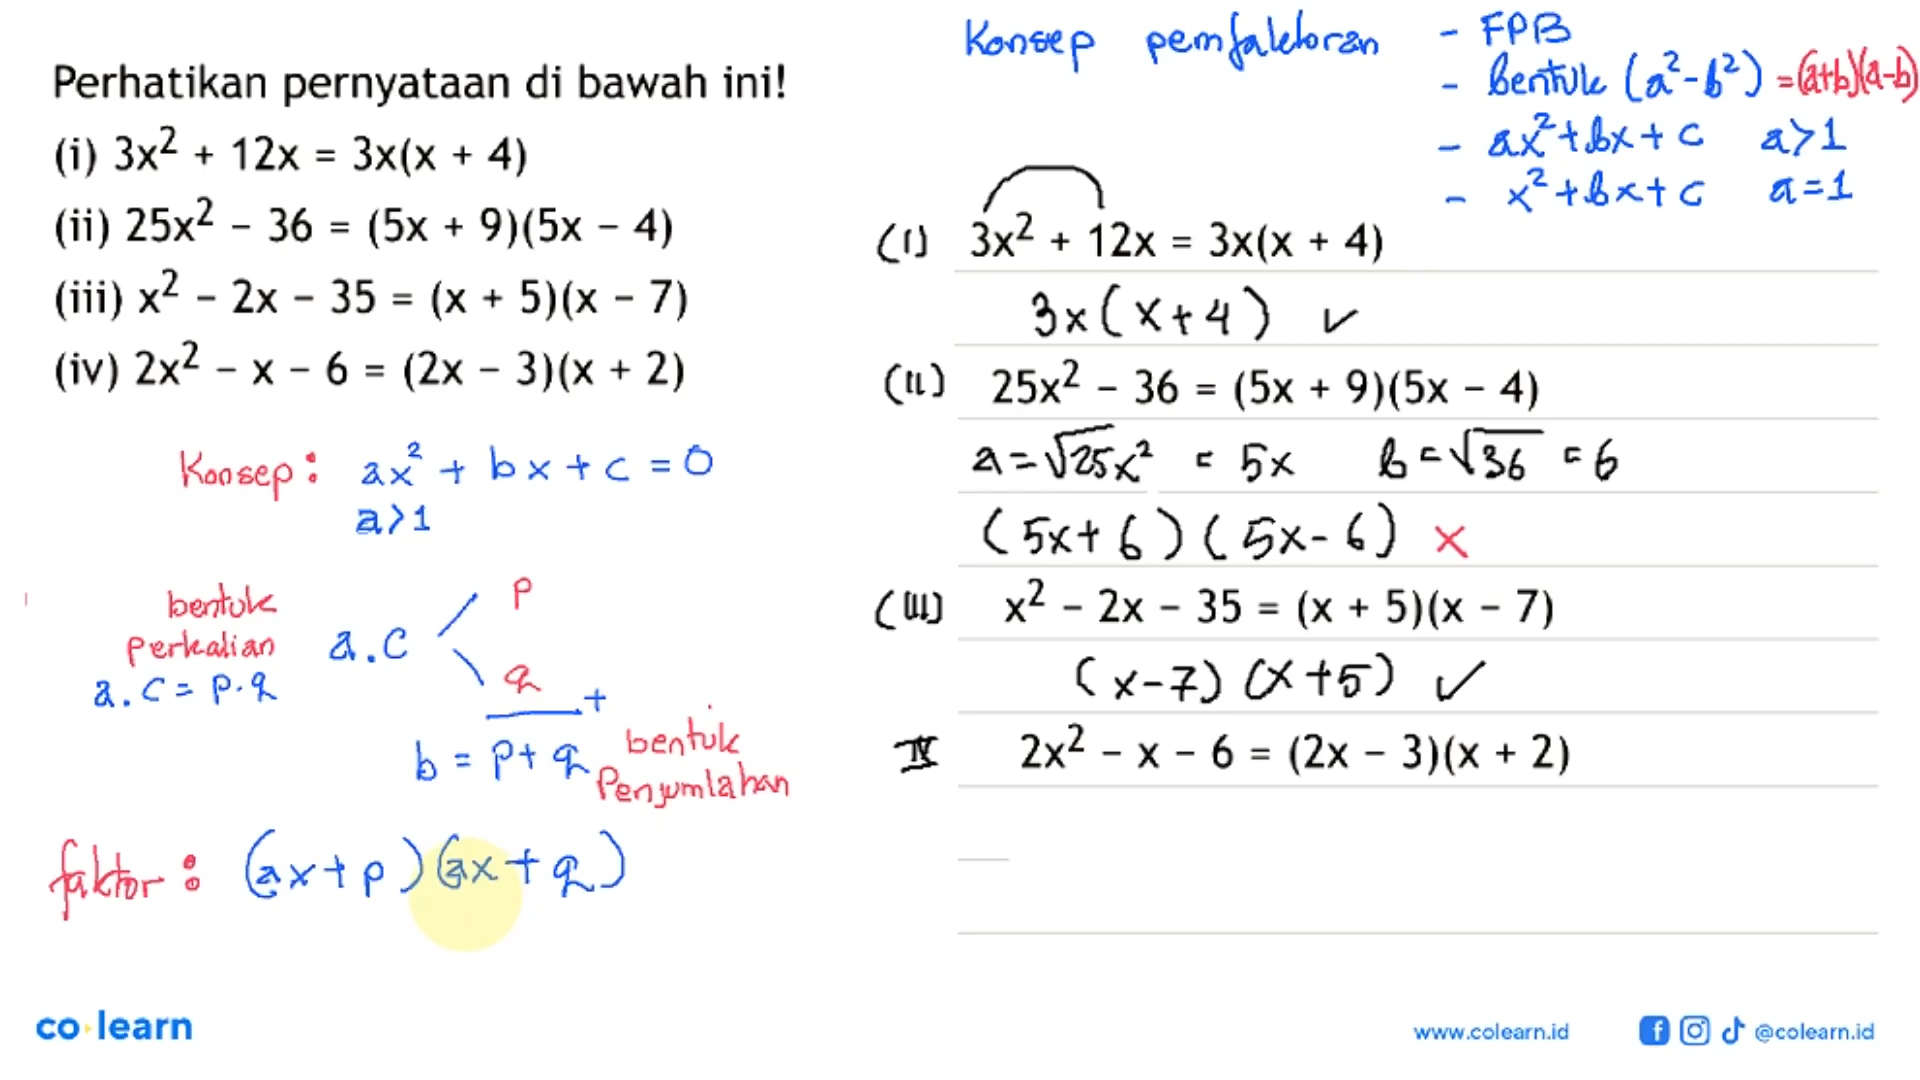 Perhatikan pernyataan di bawah ini!
(i) 3x² + 12x = 3x(x + 4)
(ii) 25x² - 36 = (5x + 9)(5x - 4)
(iii) x² - 2x - 35 = (x + 5)(x - 7)
(iv) 2x² - x - 6 = (2x - 3)(x + 2)
Konsep : ax² + bx + c = 0
a>1
bentuk
perkalian
a.c = p.q
a.c
p
q
+
b = p + q
bentuk
Penjumlahan
faktor : (ax + p)(ax + q)
Konsep pemfaktoran
- FPB
- Bentuk (a² - b²) = (a+b)(a-b)
- ax² + bx + c a>1
- x² + bx + c a=1
(I) 3x² + 12x = 3x(x + 4)
3x(x+4) ✓
(II) 25x² - 36 = (5x + 9)(5x - 4)
a = √25x² = 5x b = √36 = 6
(5x+6)(5x-6) ×
(III) x² - 2x - 35 = (x + 5)(x - 7)
(x-7)(x+5) ✓
IV 2x² - x - 6 = (2x - 3)(x + 2)
co learn
www.colearn.id
@colearn.id